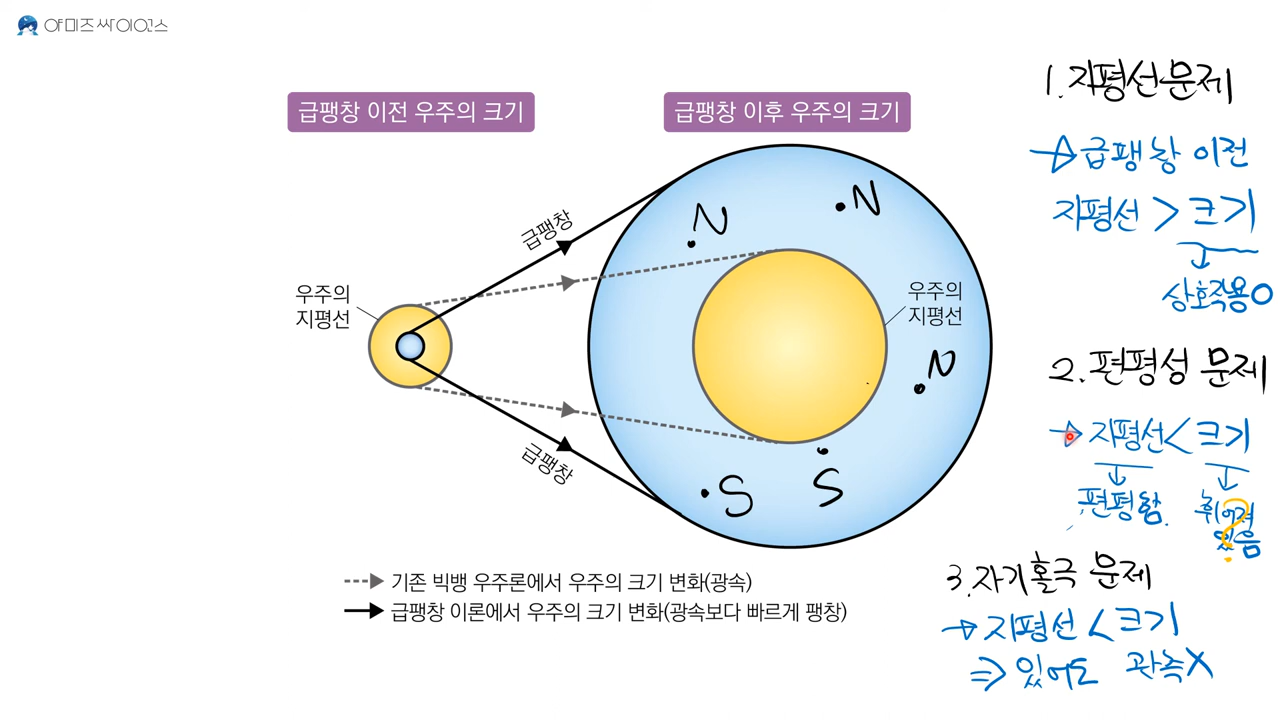 야미즈 싸이언스
급팽창 이전 우주의 크기
급팽창 이후 우주의 크기
우주의
지평선
급팽창
급팽창
우주의
지평선
N
N
N
S
S
기존 빅뱅 우주론에서 우주의 크기 변화(광속)
급팽창 이론에서 우주의 크기 변화(광속보다 빠르게 팽창)
1. 지평선문제
→ 급팽창 이전
지평선 > 크기
상호작용O
2. 편평성 문제
→ 지평선 < 크기
편평함
휘어져
있음
?
3. 자기홀극 문제
→ 지평선 < 크기
⇒ 있어도 관측X